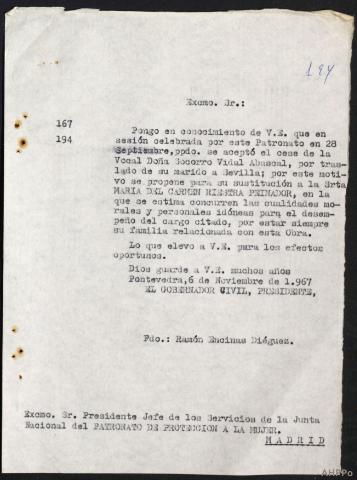 194
Excmo. Sr.:
167
194
Pongo en conocimiento de V.E. que en
sesión celebrada por este Patronato en 28
Septiembre,ppdo. se aceptó el cese de la
Vocal Doña Socorro Vidal Abascal, por tras-
lado de su marido a Sevilla; por este moti-
vo se propone para su sustitución a la Srta
MARIA DEL CARMEN RIESTRA PEINADOR, en la
que se estima concurren las cualidades mo-
rales y personales idóneas para el desem-
peño del cargo citado, por estar siempre
su familia relacionada con esta Obra.
Lo que elevo a V.E. para los efectos
oportunos.
Dios guarde a V.E. muchos años
Pontevedra,6 de Noviembre de 1.967
EL GOBERNADOR CIVIL, PRESIDENTE,
Fdo.: Ramón Encinas Diéguez.
Excmo. Sr. Presidente Jefe de los Servicios de la Junta
Nacional del PATRONATO DE PROTECCION A LA MUJER.
M A D R I D
AHPPo